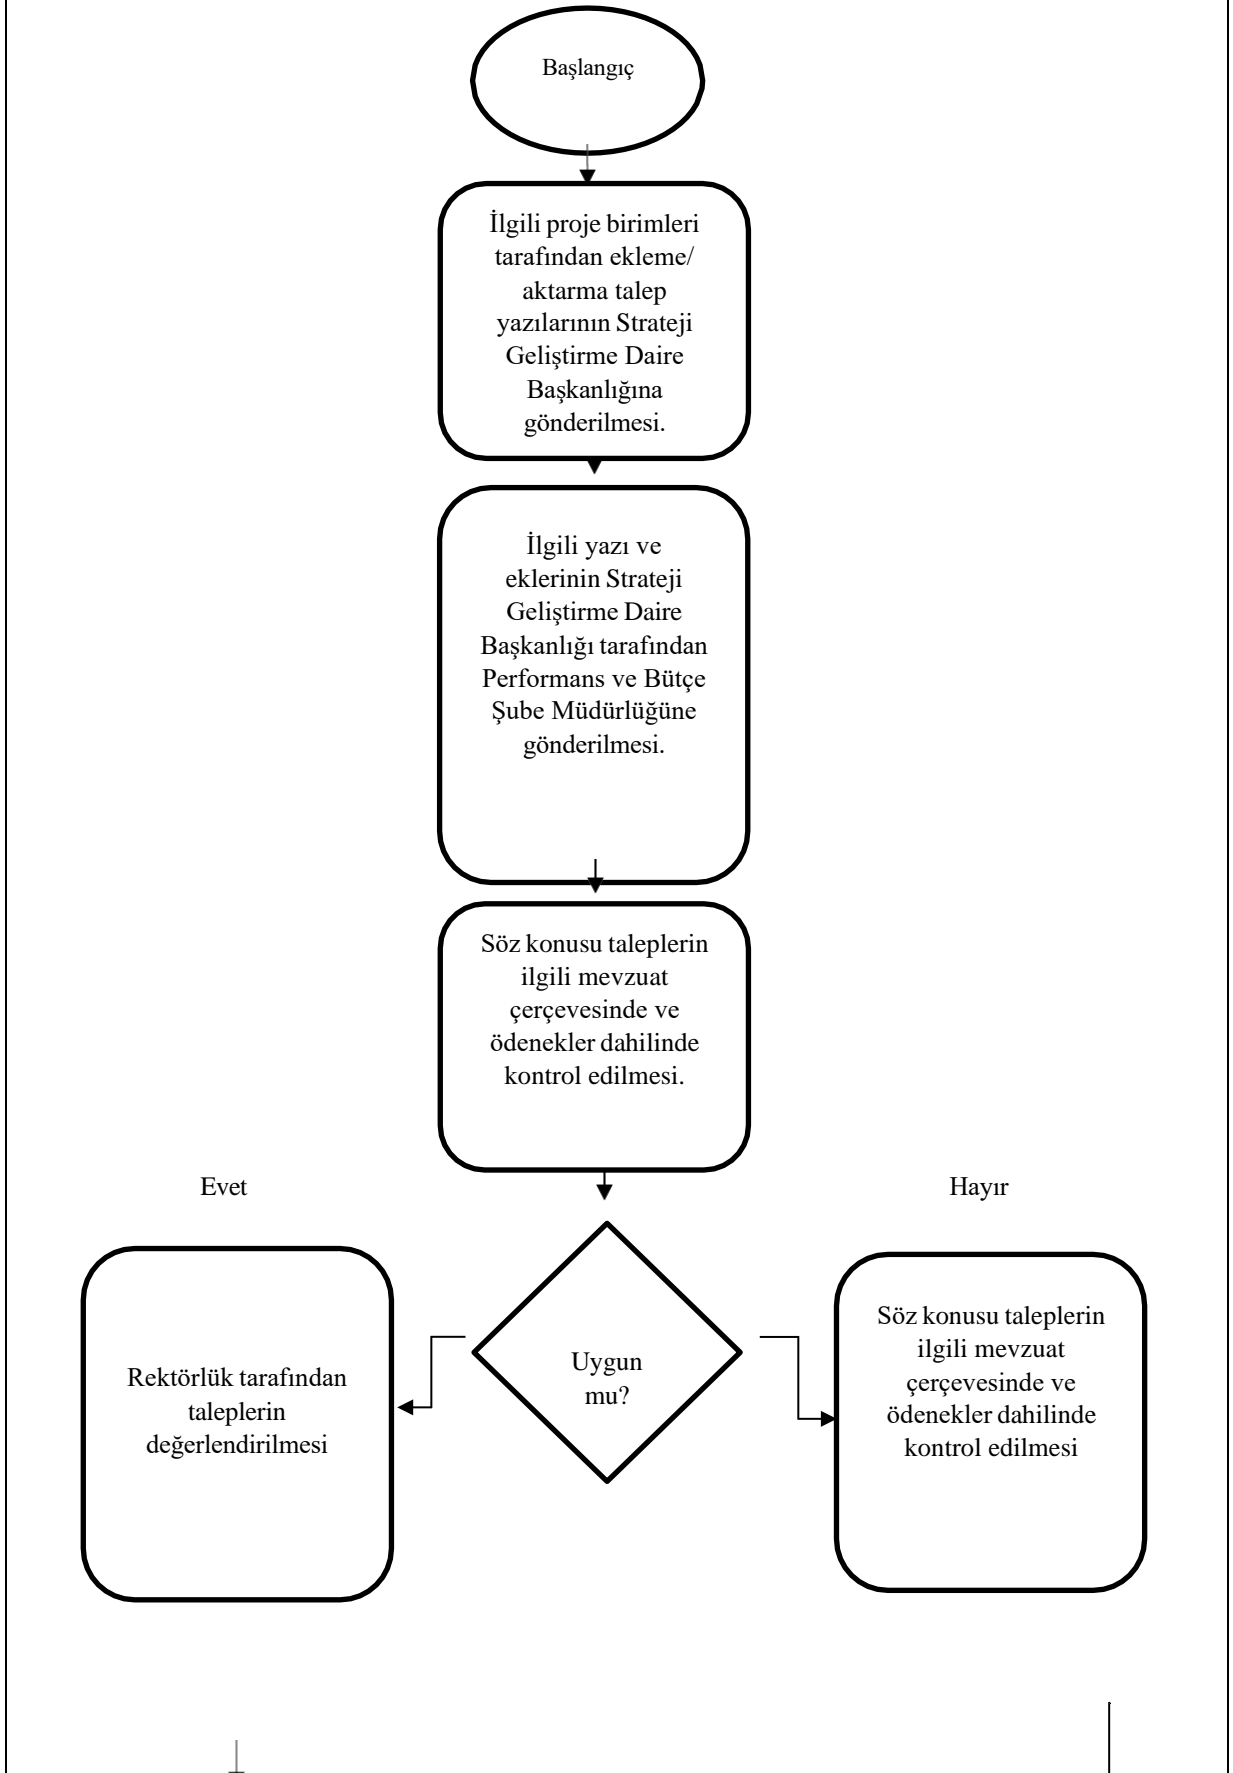 Başlangıç
İlgili proje birimleri
tarafından ekleme/
aktarma talep
yazılarının Strateji
Geliştirme Daire
Başkanlığına
gönderilmesi.
İlgili yazı ve
eklerinin Strateji
Geliştirme Daire
Başkanlığı tarafından
Performans ve Bütçe
Şube Müdürlüğüne
gönderilmesi.
Söz konusu taleplerin
ilgili mevzuat
çerçevesinde ve
ödenekler dahilinde
kontrol edilmesi.
Evet
Hayır
Rektörlük tarafından
taleplerin
değerlendirilmesi
Uygun
mu?
Söz konusu taleplerin
ilgili mevzuat
çerçevesinde ve
ödenekler dahilinde
kontrol edilmesi